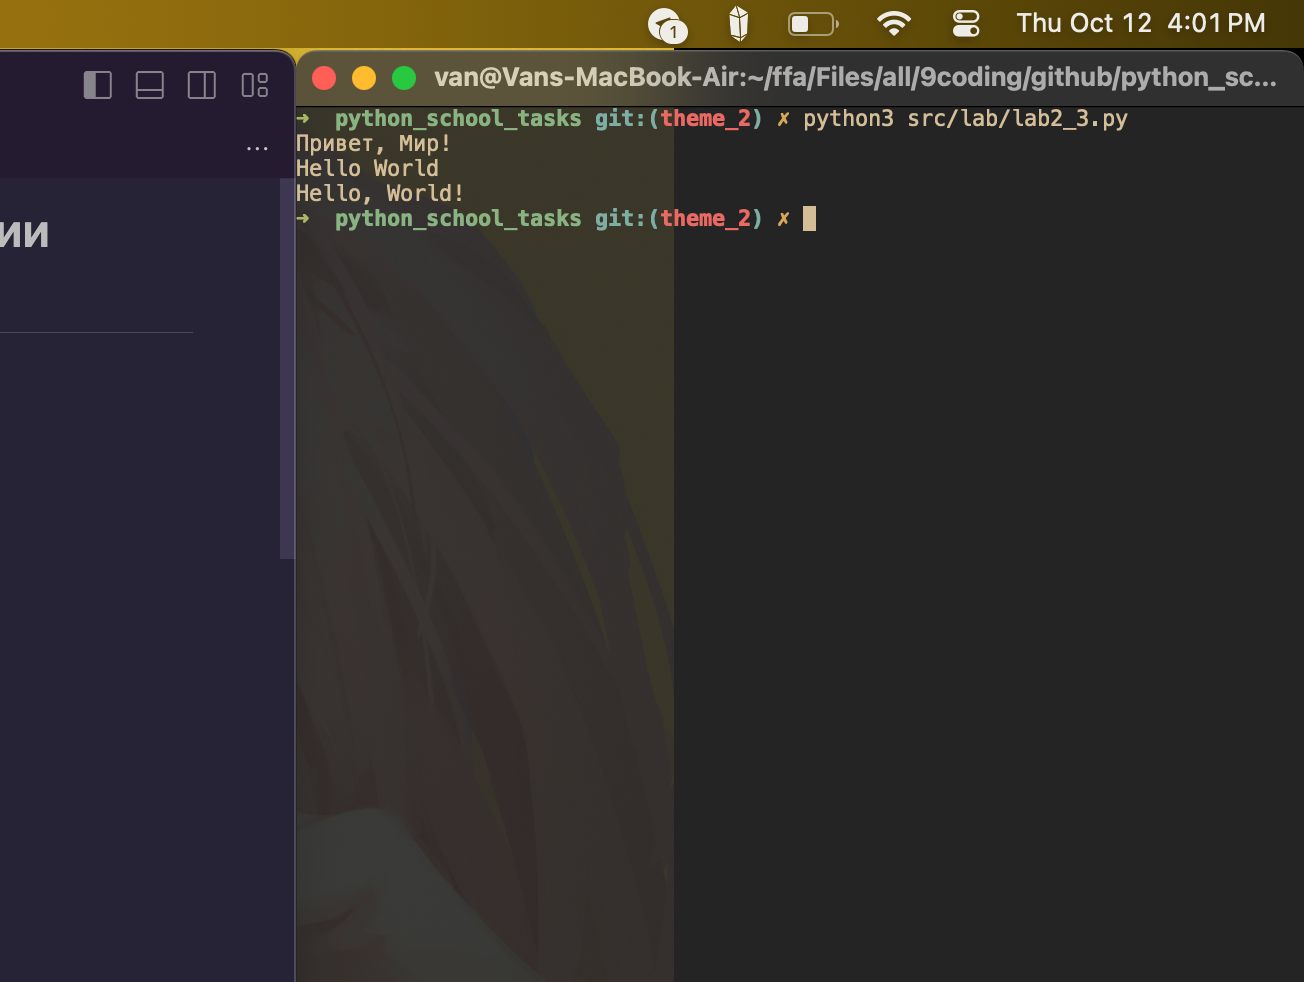 1
Thu Oct 12 4:01 PM
van@Vans-MacBook-Air:~/ffa/Files/all/9coding/github/python_sc...
➜ python_school_tasks git:(theme_2) ✗ python3 src/lab/lab2_3.py
Привет, Мир!
Hello World
Hello, World!
➜ python_school_tasks git:(theme_2) ✗
...
ии